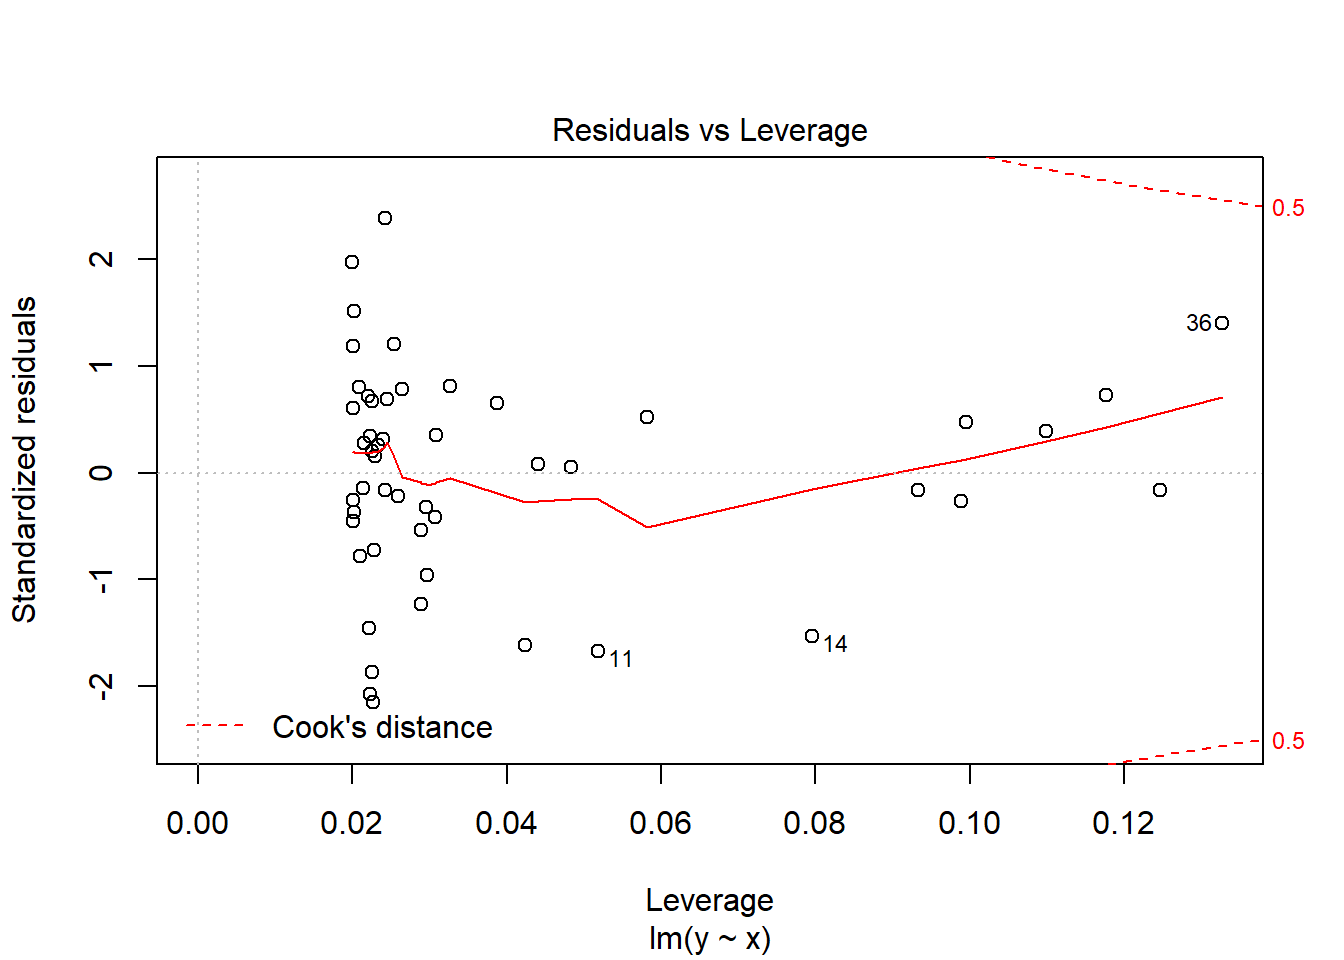 Residuals vs Leverage
Standardized residuals
2
1
0
-1
-2
0.5
36
11
14
0.5
Cook's distance
0.00 0.02 0.04 0.06 0.08 0.10 0.12
Leverage
lm(y ~ x)